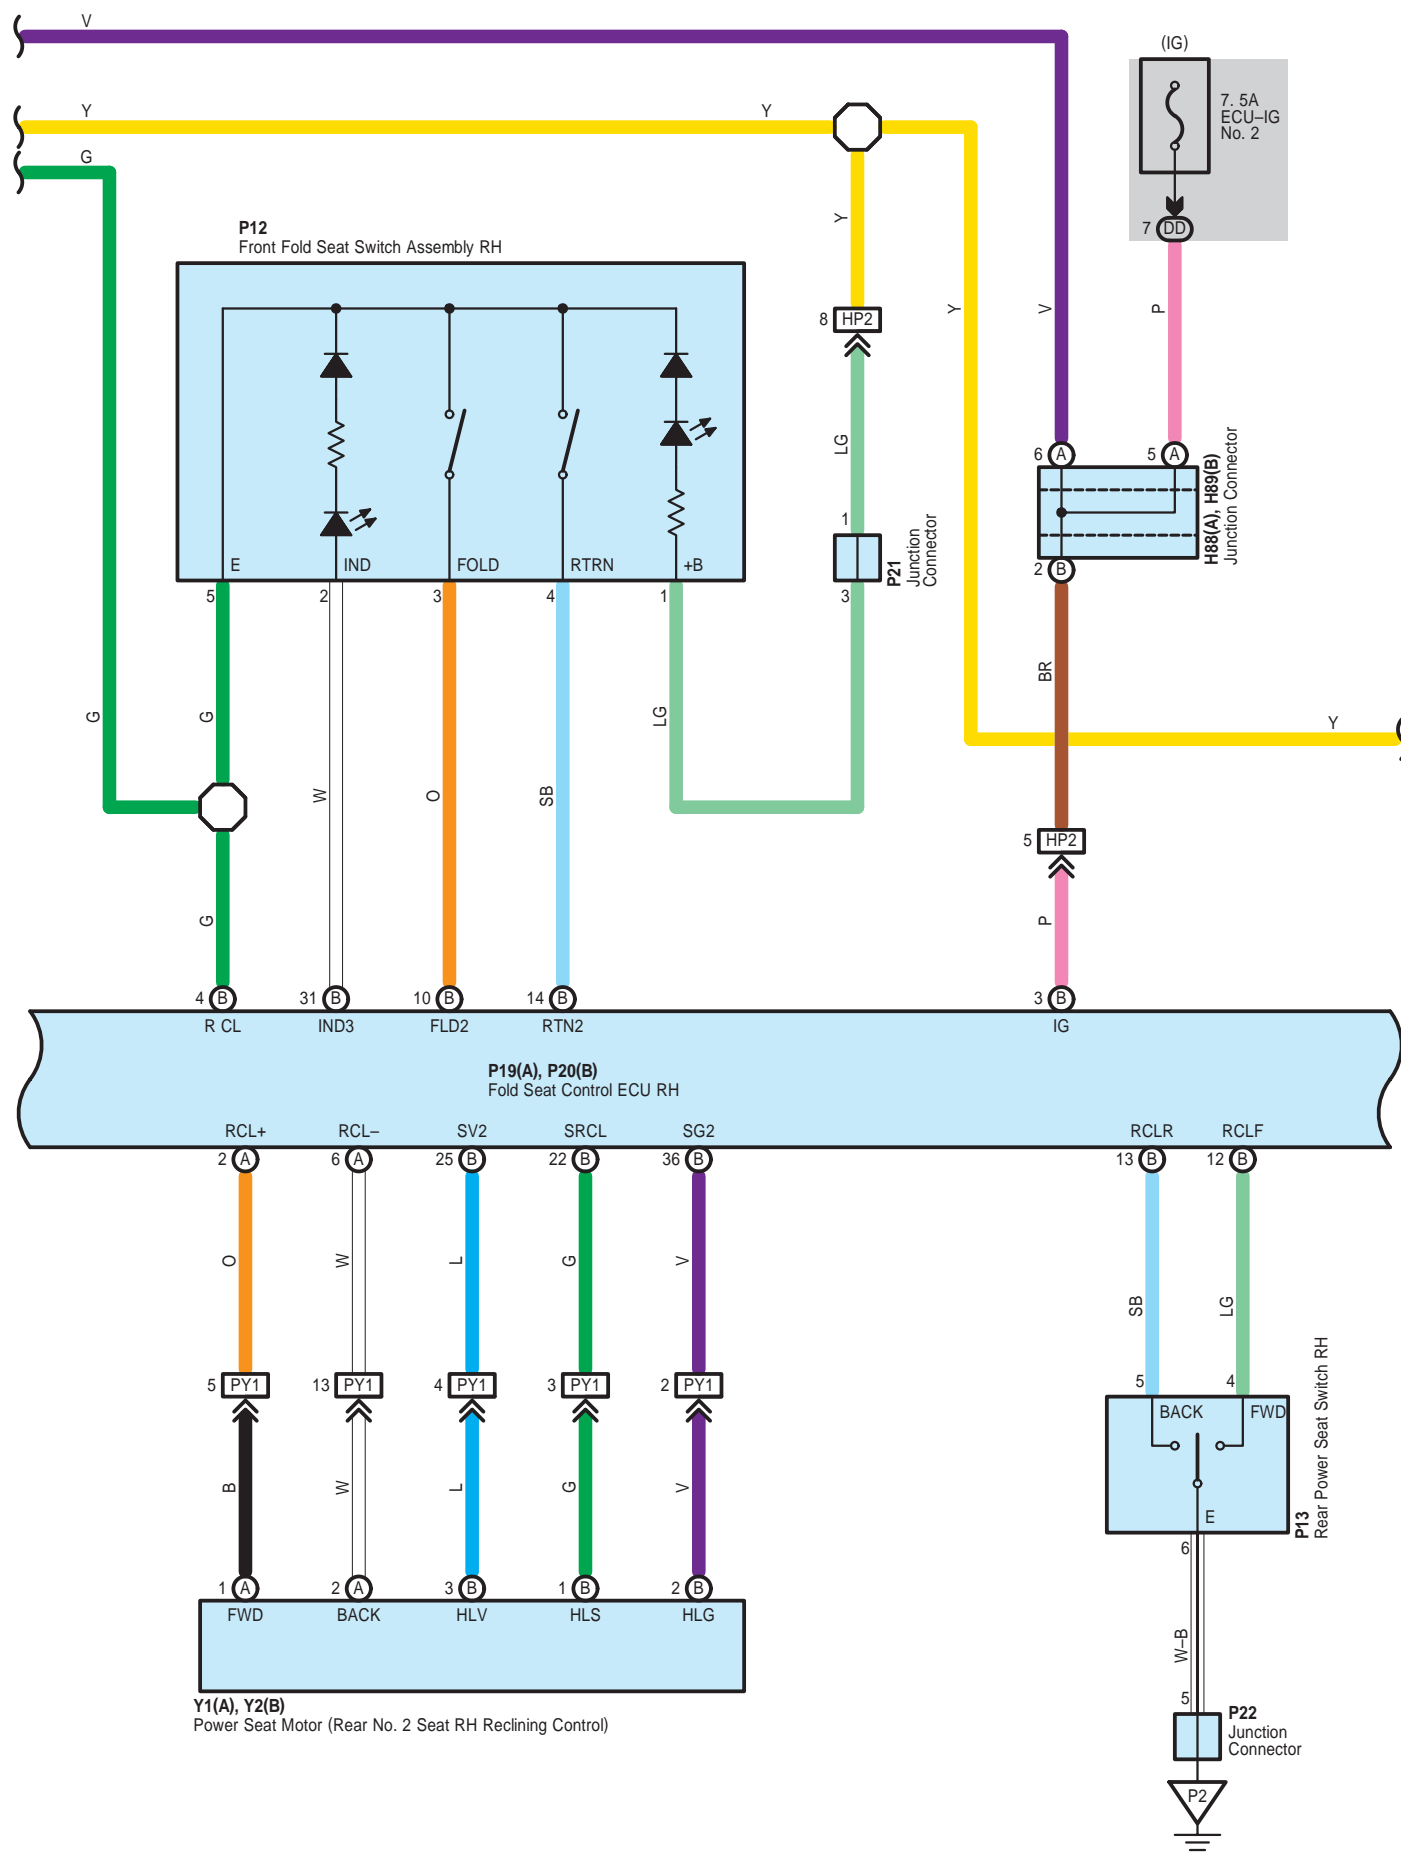 V
(IG)
7. 5A
ECU–IG
No. 2
Y
Y
G
7 DD
P12
Front Fold Seat Switch Assembly RH
Y
8 HP2
Y
V
P
LG
6 A
5 A
H88(A), H89(B)
Junction Connector
1
P21
Junction
Connector
3
2 B
E
IND
FOLD
RTRN
+B
5
2
3
4
1
BR
G
G
LG
Y
W
O
SB
5 HP2
G
P
4 B
31 B
10 B
14 B
3 B
R CL
IND3
FLD2
RTN2
IG
P19(A), P20(B)
Fold Seat Control ECU RH
RCL+
RCL–
SV2
SRCL
SG2
RCLR
RCLF
2 A
6 A
25 B
22 B
36 B
13 B
12 B
O
W
L
G
V
SB
LG
5 PY1
13 PY1
4 PY1
3 PY1
2 PY1
5
4
BACK
FWD
E
P13
Rear Power Seat Switch RH
B
W
L
G
V
6
1 A
2 A
3 B
1 B
2 B
FWD
BACK
HLV
HLS
HLG
W–B
Y1(A), Y2(B)
Power Seat Motor (Rear No. 2 Seat RH Reclining Control)
5
P22
Junction
Connector
P2